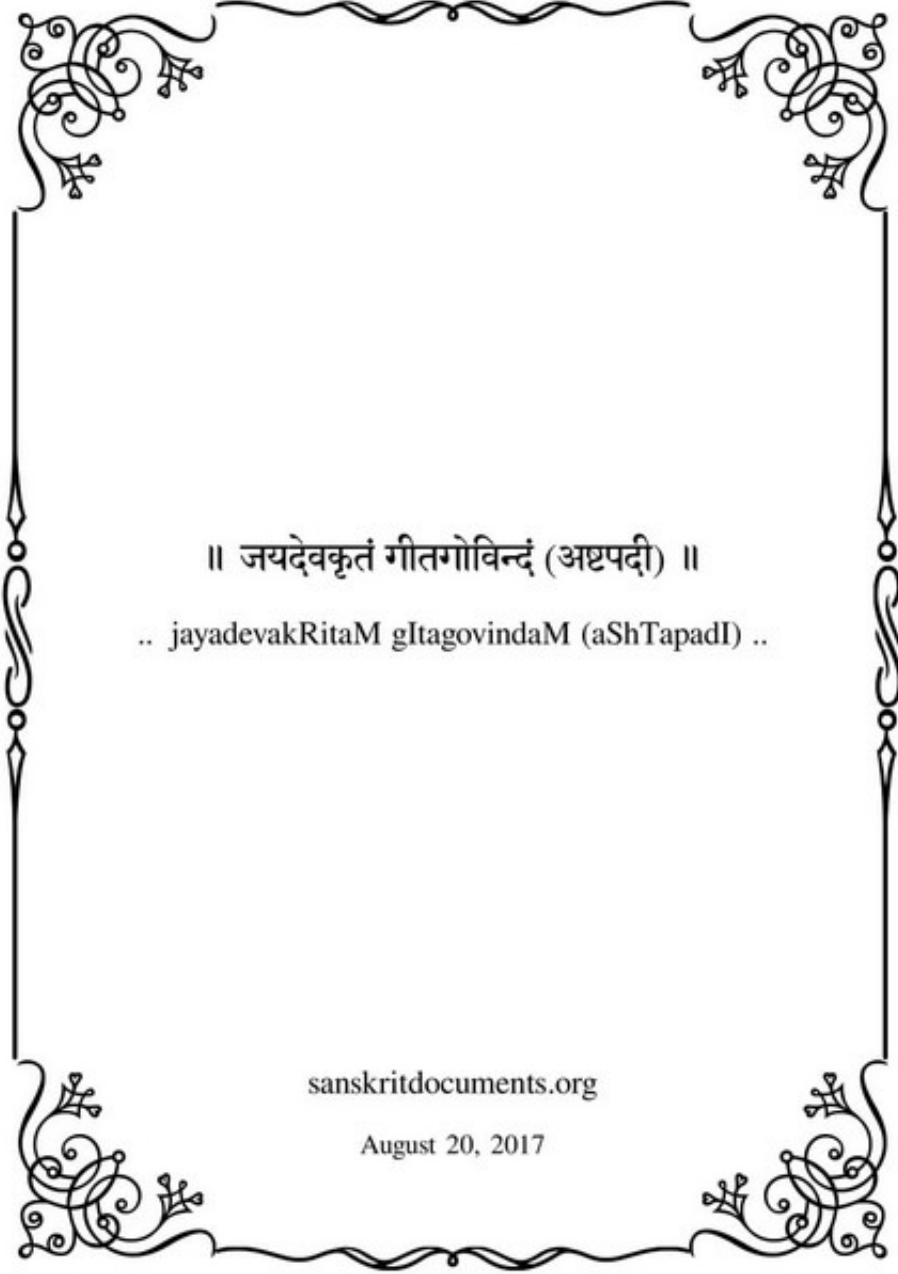 ॥ जयदेवकृतं गीतगोविन्दं (अष्टपदी) ॥
.. jayadevakRitaM gItagovindaM (aShTapadI) ..
sanskritdocuments.org
August 20, 2017